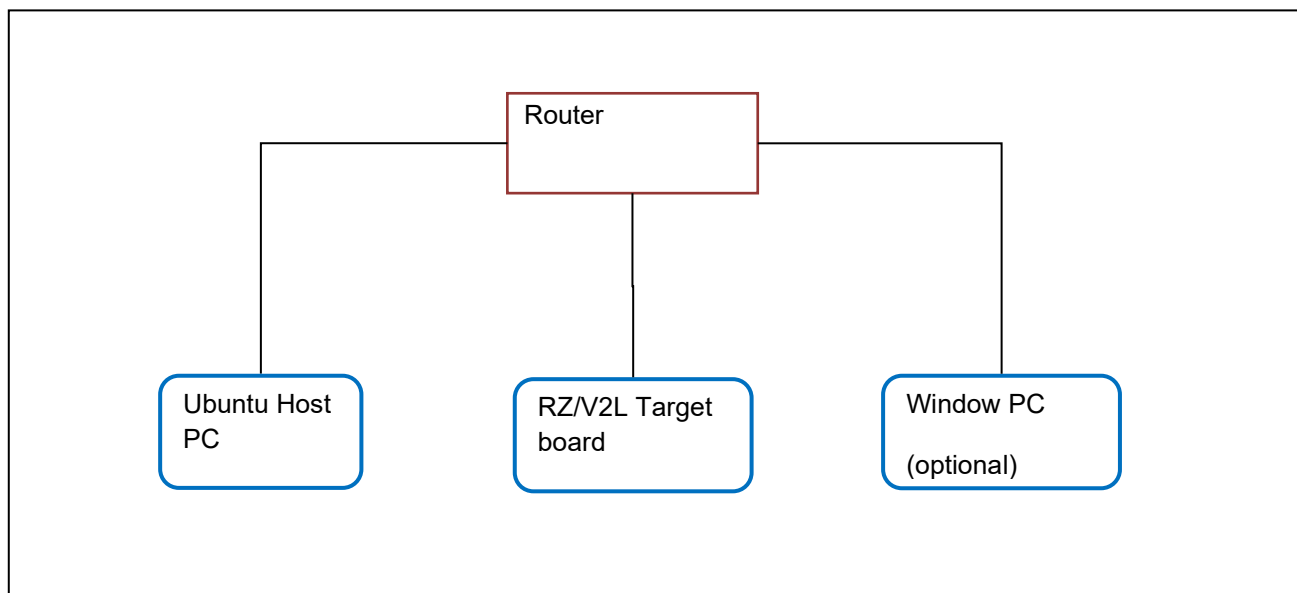 Router
Ubuntu Host
PC
RZ/V2L Target
board
Window PC
(optional)